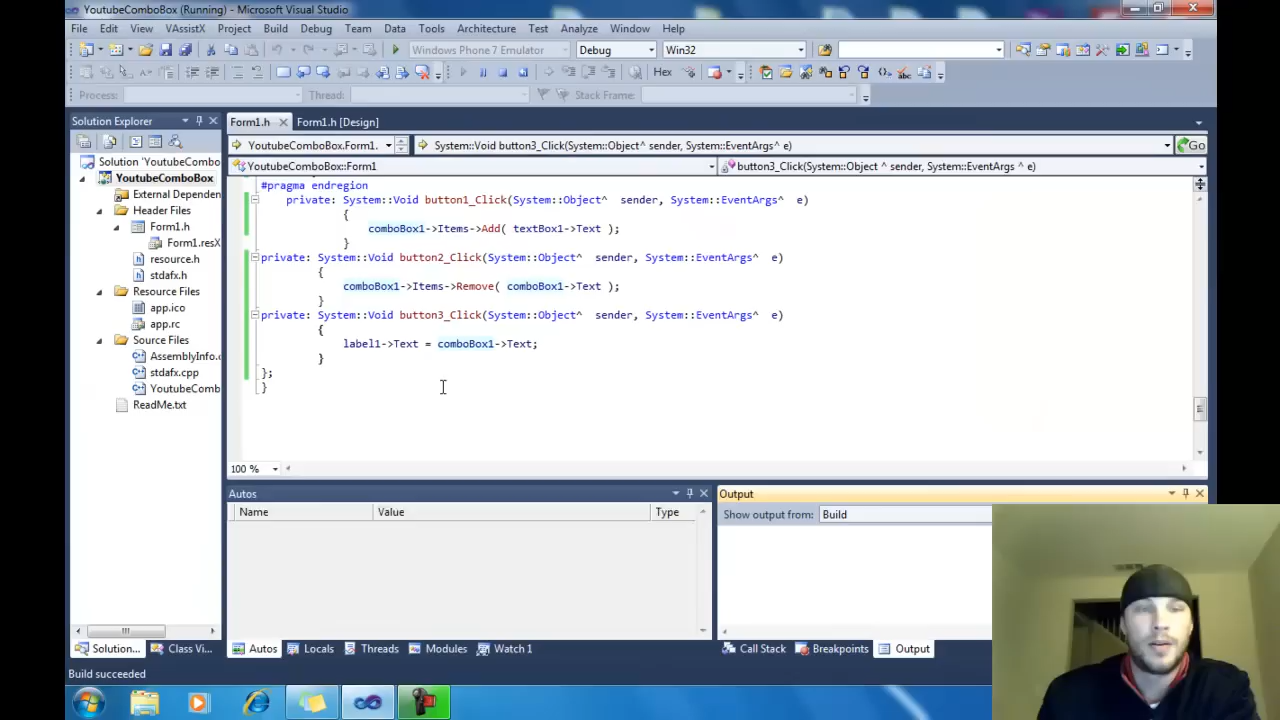 YoutubeComboBox (Running) - Microsoft Visual Studio
File Edit View VAssistX Project Build Debug Team Data Tools Architecture Test Analyze Window Help
Windows Phone 7 Emulator Debug Win32
Hex
Process: Thread: Stack Frame:
Solution Explorer
Form1.h Form1.h [Design]
YoutubeComboBox.Form1. System::Void button3_Click(System::Object^ sender, System::EventArgs^ e) Go
YoutubeComboBox::Form1 button3_Click(System::Object ^ sender, System::EventArgs ^ e)
Solution 'YoutubeCombo
YoutubeComboBox
External Dependen
Header Files
Form1.h
Form1.resX
resource.h
stdafx.h
Resource Files
app.ico
app.rc
Source Files
AssemblyInfo.c
stdafx.cpp
YoutubeComb
ReadMe.txt
#pragma endregion
private: System::Void button1_Click(System::Object^ sender, System::EventArgs^ e)
{
comboBox1->Items->Add( textBox1->Text );
}
private: System::Void button2_Click(System::Object^ sender, System::EventArgs^ e)
{
comboBox1->Items->Remove( comboBox1->Text );
}
private: System::Void button3_Click(System::Object^ sender, System::EventArgs^ e)
{
label1->Text = comboBox1->Text;
}
};
}
100 %
Autos
Name Value Type
Output
Show output from: Build
Solution... Class Vi...
Autos Locals Threads Modules Watch 1
Call Stack Breakpoints Output
Build succeeded